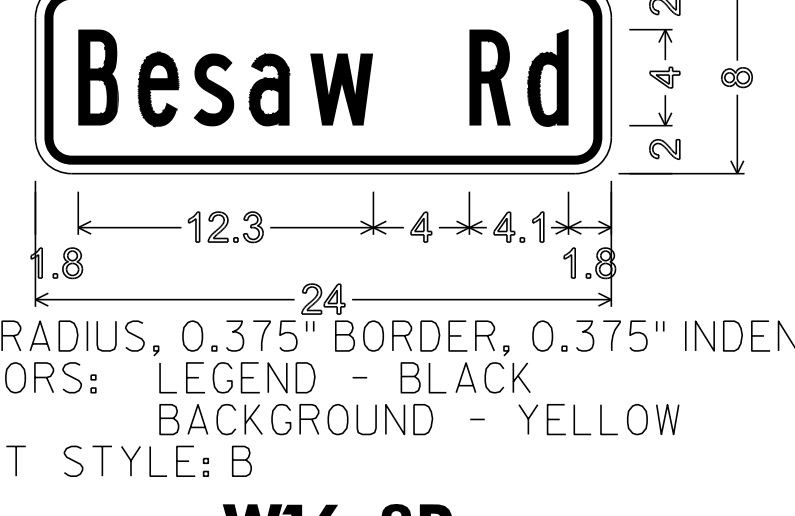 Besaw Rd
2
4
2
8
12.3 4 4.1
1.8 1.8
24
RADIUS, 0.375" BORDER, 0.375" INDEN
ORS: LEGEND - BLACK
BACKGROUND - YELLOW
T STYLE: B